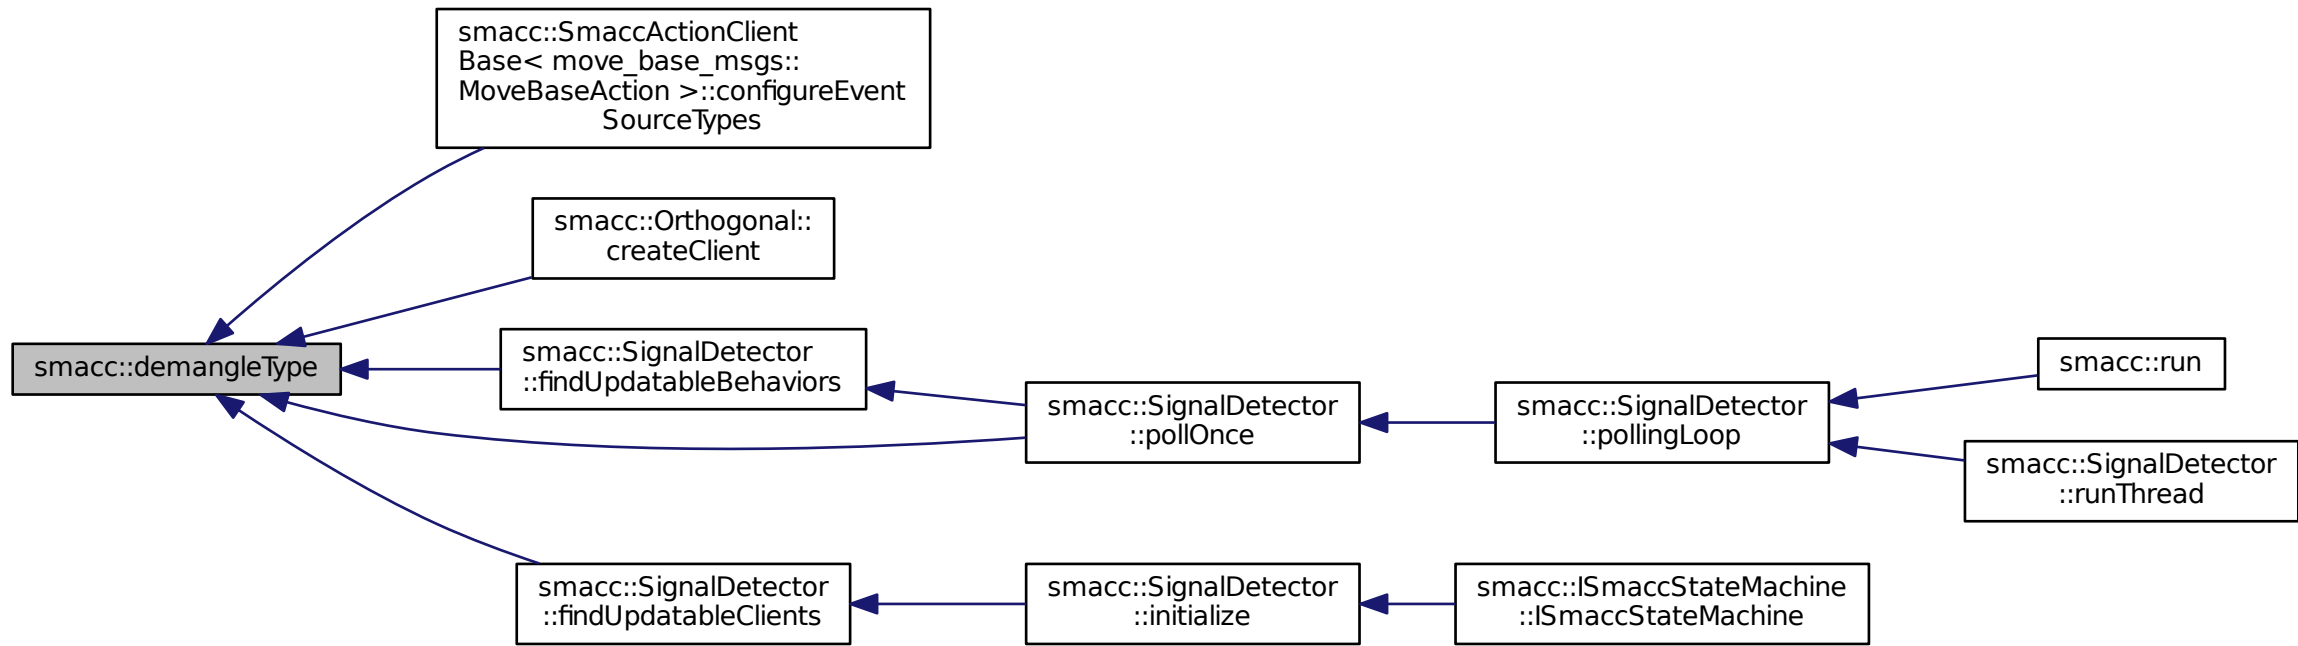 smacc::SmaccActionClient
Base< move_base_msgs::
MoveBaseAction >::configureEvent
SourceTypes
smacc::Orthogonal::
createClient
smacc::demangleType
smacc::SignalDetector
::findUpdatableBehaviors
smacc::SignalDetector
::pollOnce
smacc::SignalDetector
::pollingLoop
smacc::run
smacc::SignalDetector
::runThread
smacc::SignalDetector
::findUpdatableClients
smacc::SignalDetector
::initialize
smacc::ISmaccStateMachine
::ISmaccStateMachine